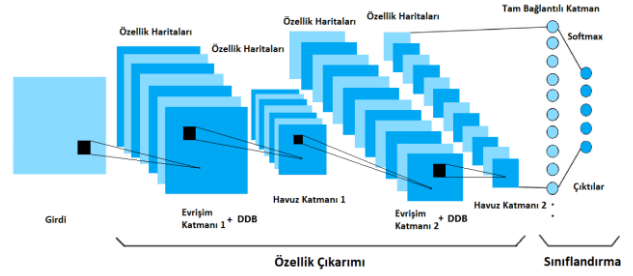 Özellik Haritaları
Özellik Haritaları
Özellik Haritaları
Özellik Haritaları
Tam Bağlantılı Katman
Softmax
Girdi
Evrişim
Katmanı 1 + DDB
Havuz Katmanı 1
Evrişim
Katmanı 2 + DDB
Havuz Katmanı 2
Çıktılar
Özellik Çıkarımı
Sınıflandırma